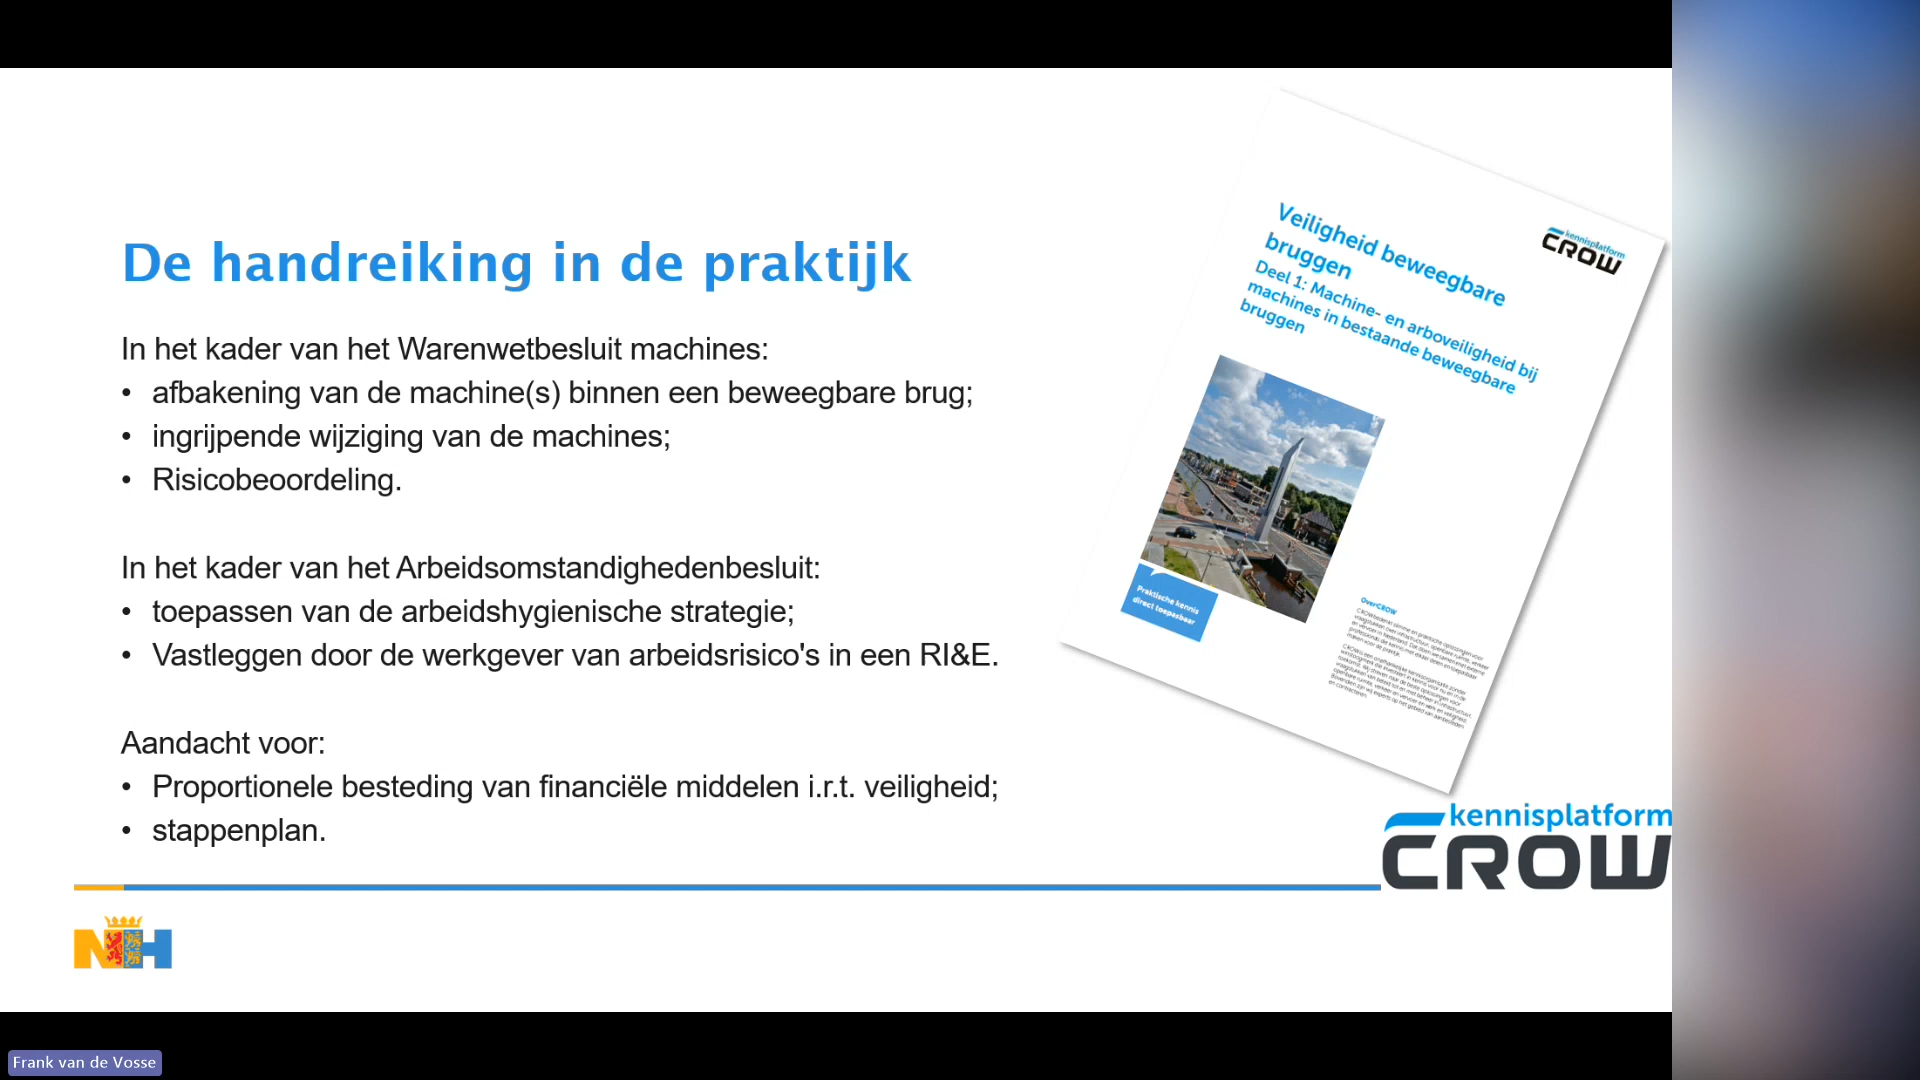 De handreiking in de praktijk
In het kader van het Warenwetbesluit machines:
• afbakening van de machine(s) binnen een beweegbare brug;
• ingrijpende wijziging van de machines;
• Risicobeoordeling.
In het kader van het Arbeidsomstandighedenbesluit:
• toepassen van de arbeidshygienische strategie;
• Vastleggen door de werkgever van arbeidsrisico's in een RI&E.
Aandacht voor:
• Proportionele besteding van financiële middelen i.r.t. veiligheid;
• stappenplan.
kennisplatform
CROW
Veiligheid beweegbare
bruggen
Deel 1: Machine- en arboveiligheid bij
machines in bestaande beweegbare
bruggen
Praktische kennis
direct toepasbaar
Over CROW
kennisplatform
CROW
NH
Frank van de Vosse